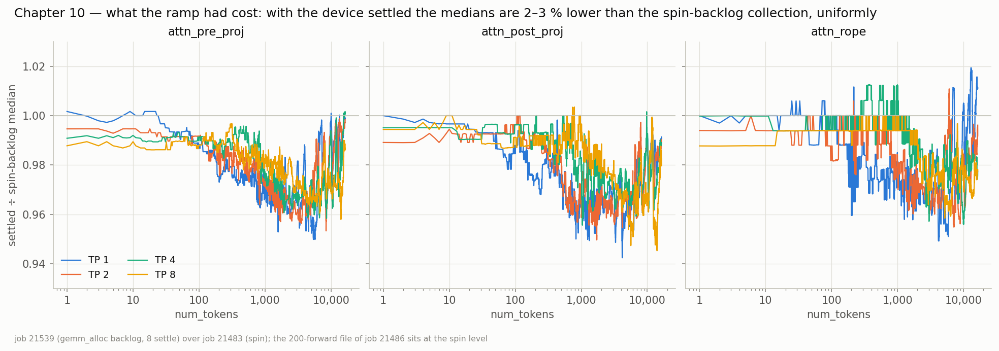 Chapter 10 — what the ramp had cost: with the device settled the medians are 2–3 % lower than the spin-backlog collection, uniformly
attn_pre_proj
attn_post_proj
attn_rope
settled ÷ spin-backlog median
1.02
1.00
0.98
0.96
0.94
TP 1
TP 4
TP 2
TP 8
1 10 100 1,000 10,000
1 10 100 1,000 10,000
1 10 100 1,000 10,000
num_tokens
num_tokens
num_tokens
job 21539 (gemm_alloc backlog, 8 settle) over job 21483 (spin); the 200-forward file of job 21486 sits at the spin level